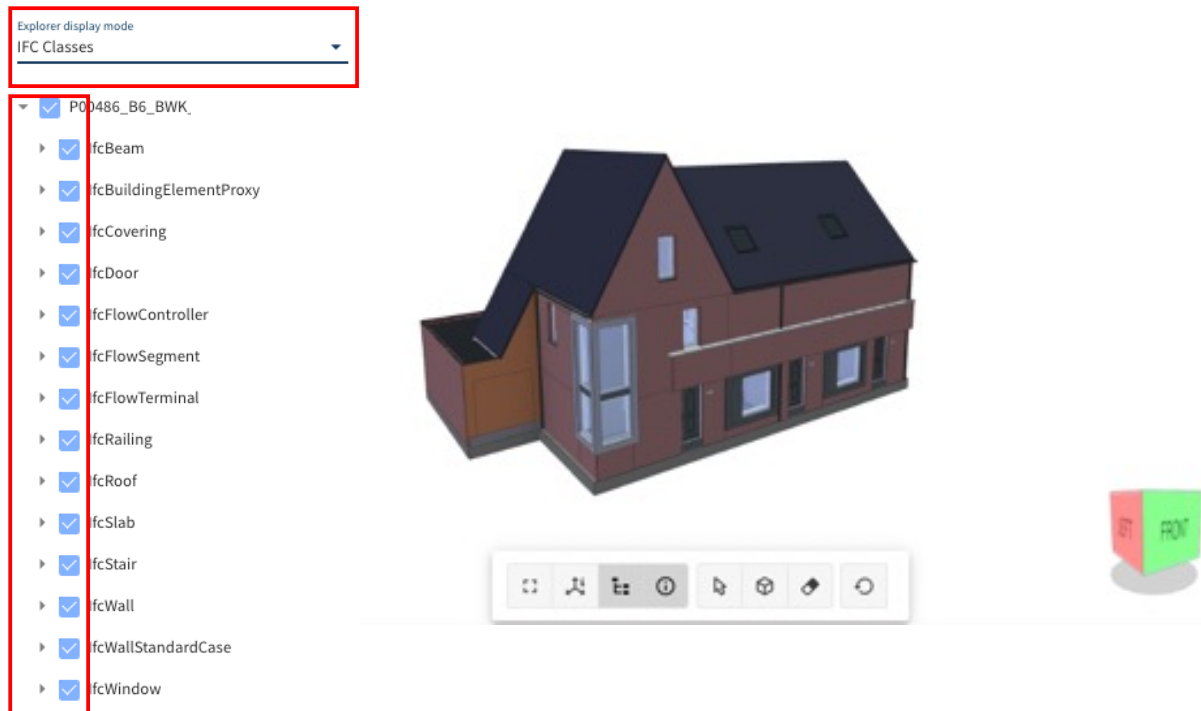 Explorer display mode
IFC Classes
P00486_B6_BWK_
IfcBeam
IfcBuildingElementProxy
IfcCovering
IfcDoor
IfcFlowController
IfcFlowSegment
IfcFlowTerminal
IfcRailing
IfcRoof
IfcSlab
IfcStair
IfcWall
IfcWallStandardCase
IfcWindow
LEFT
FRONT